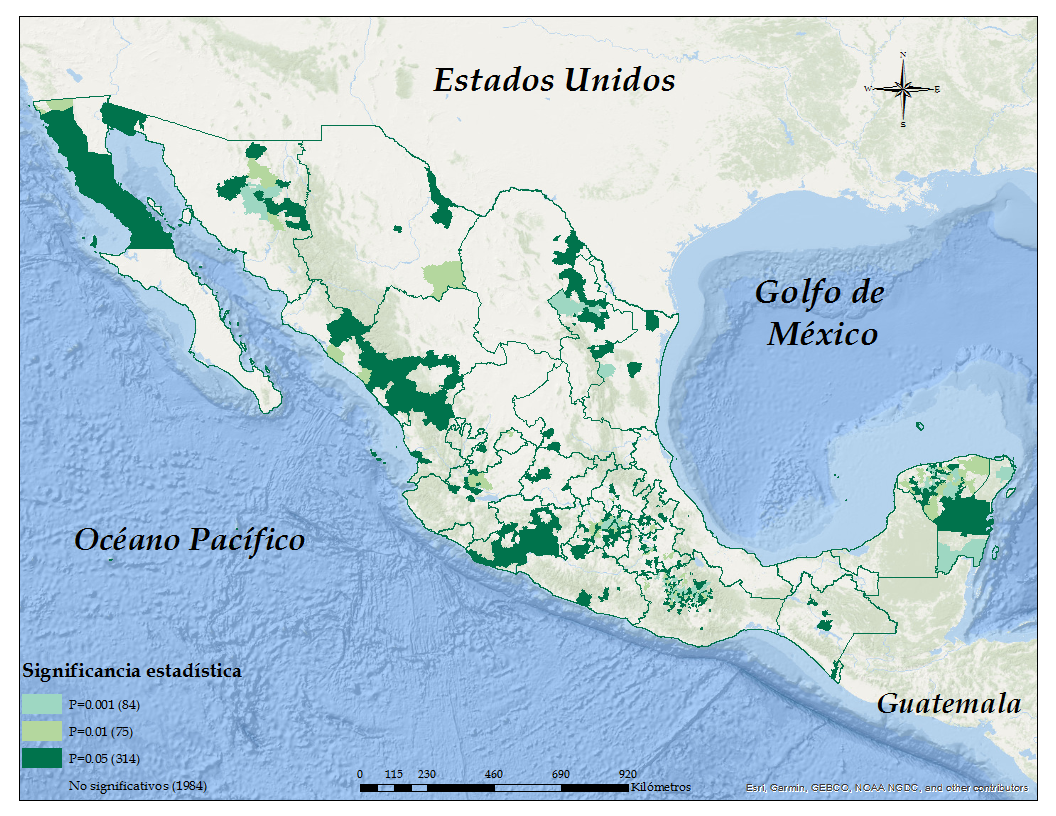 Estados Unidos
N
W
E
S
Golfo de
México
Océano Pacífico
Guatemala
Significancia estadística
P=0.001 (84)
P=0.01 (75)
P=0.05 (314)
No significativos (1984)
0 115 230 460 690 920
Kilómetros
Esri, Garmin, GEBCO, NOAA NGDC, and other contributors